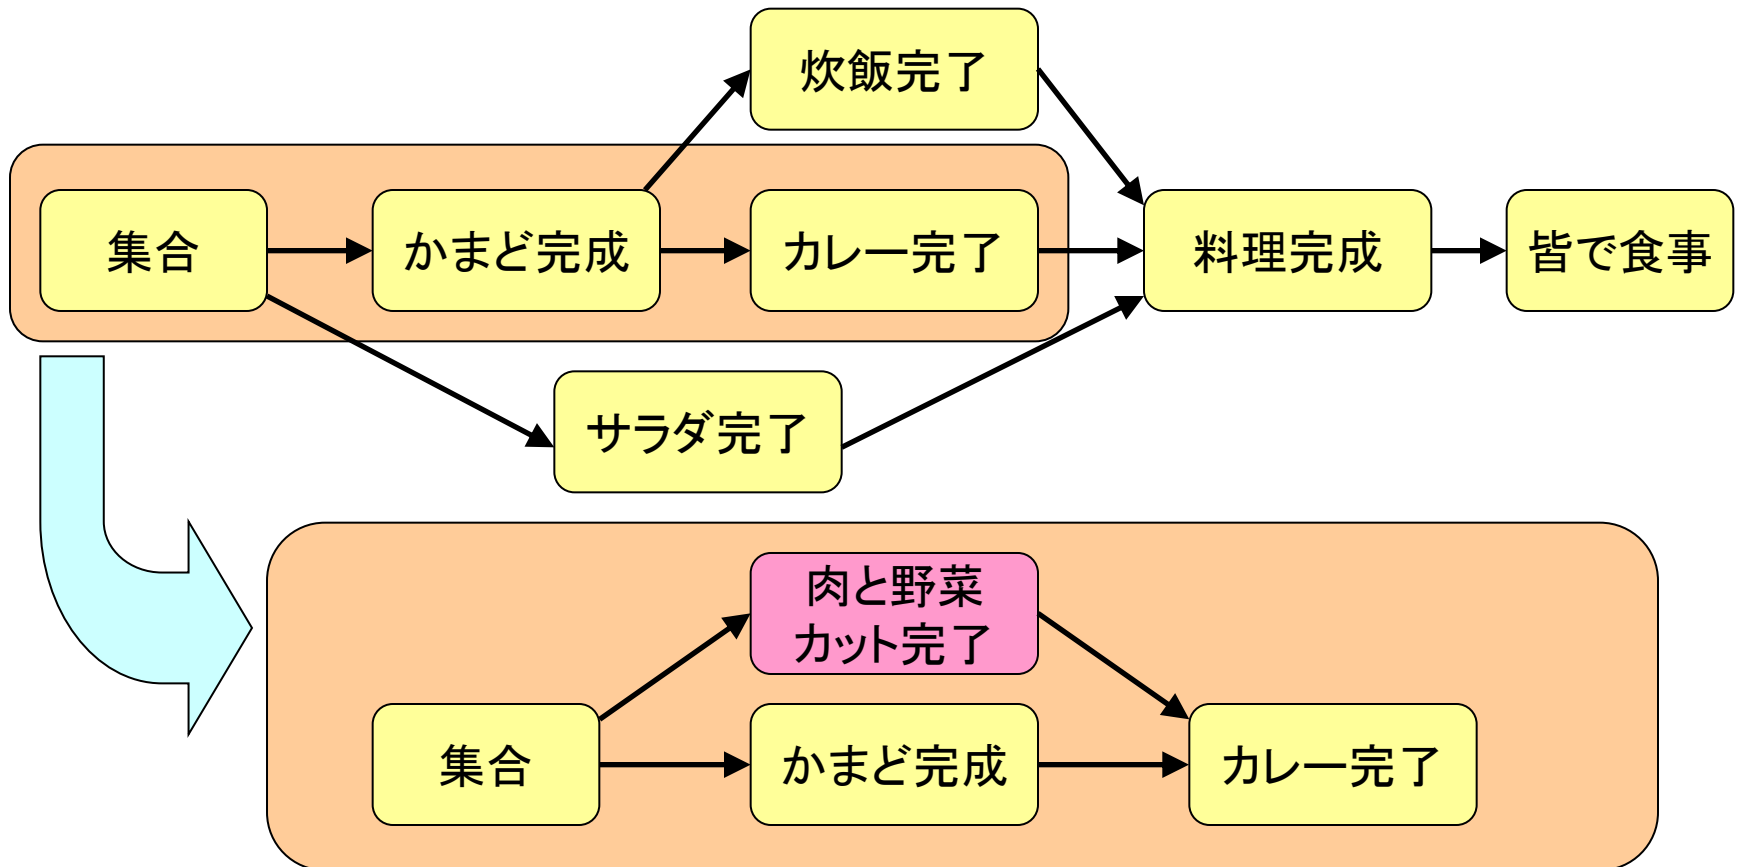 炊飯完了
集合
かまど完成
カレー完了
料理完成
皆で食事
サラダ完了
肉と野菜
カット完了
集合
かまど完成
カレー完了